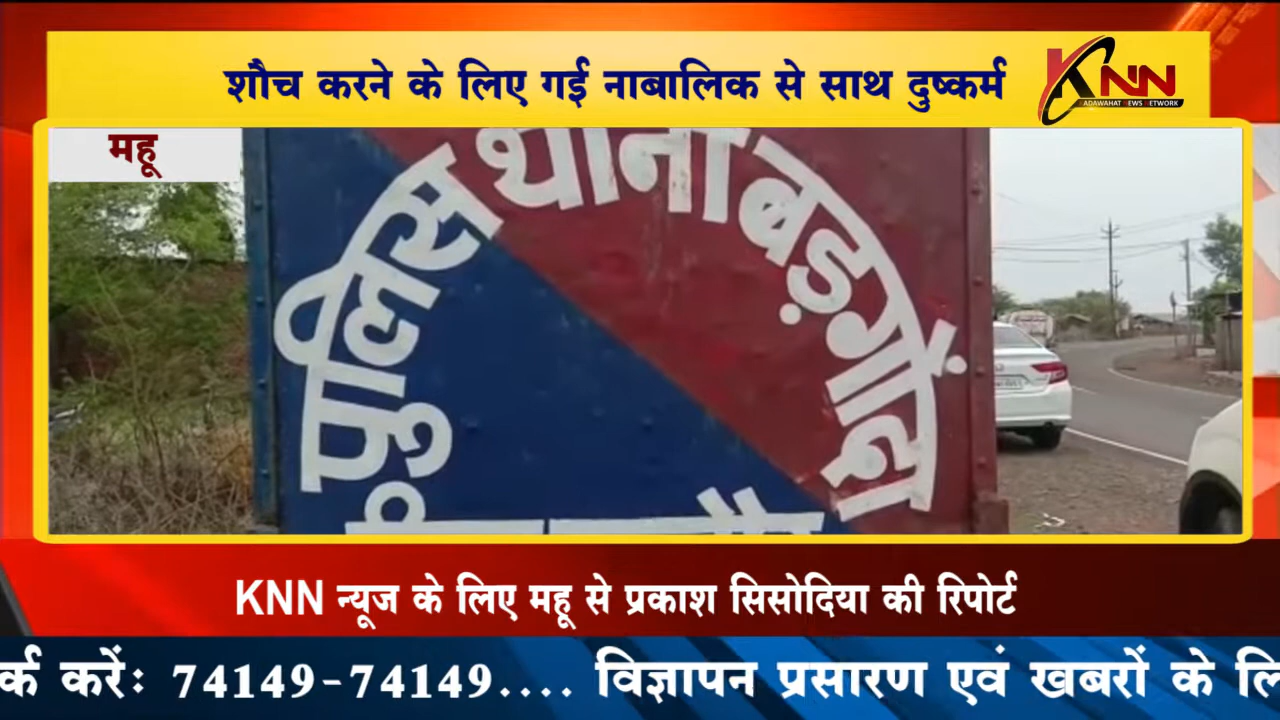 शौच करने के लिए गई नाबालिक से साथ दुष्कर्म
KNN
KADAWAHAT NEWS NETWORK
महू
पुलिस थाना बड़गोंदा
KNN न्यूज के लिए महू से प्रकाश सिसोदिया की रिपोर्ट
र्क करें: 74149-74149.... विज्ञापन प्रसारण एवं खबरों के लि